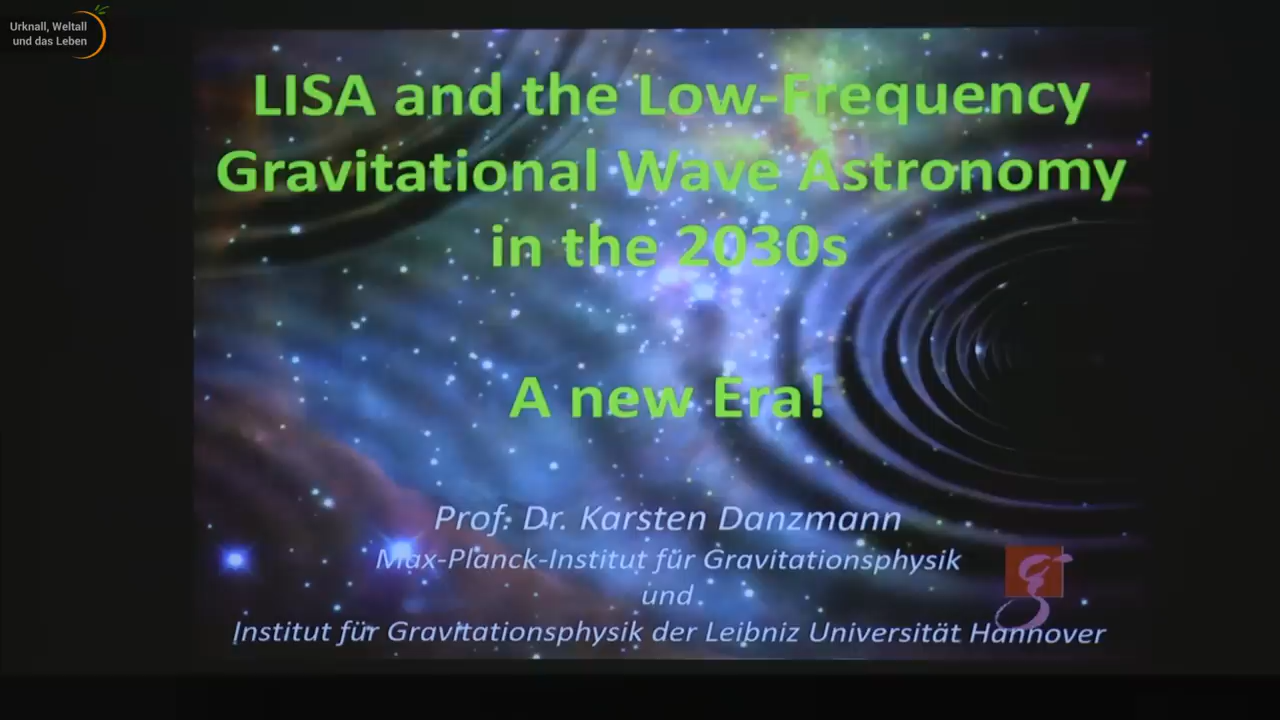 Urknall, Weltall
und das Leben
LISA and the Low-Frequency
Gravitational Wave Astronomy
in the 2030s
A new Era!
Prof. Dr. Karsten Danzmann
Max-Planck-Institut für Gravitationsphysik
und
Institut für Gravitationsphysik der Leibniz Universität Hannover